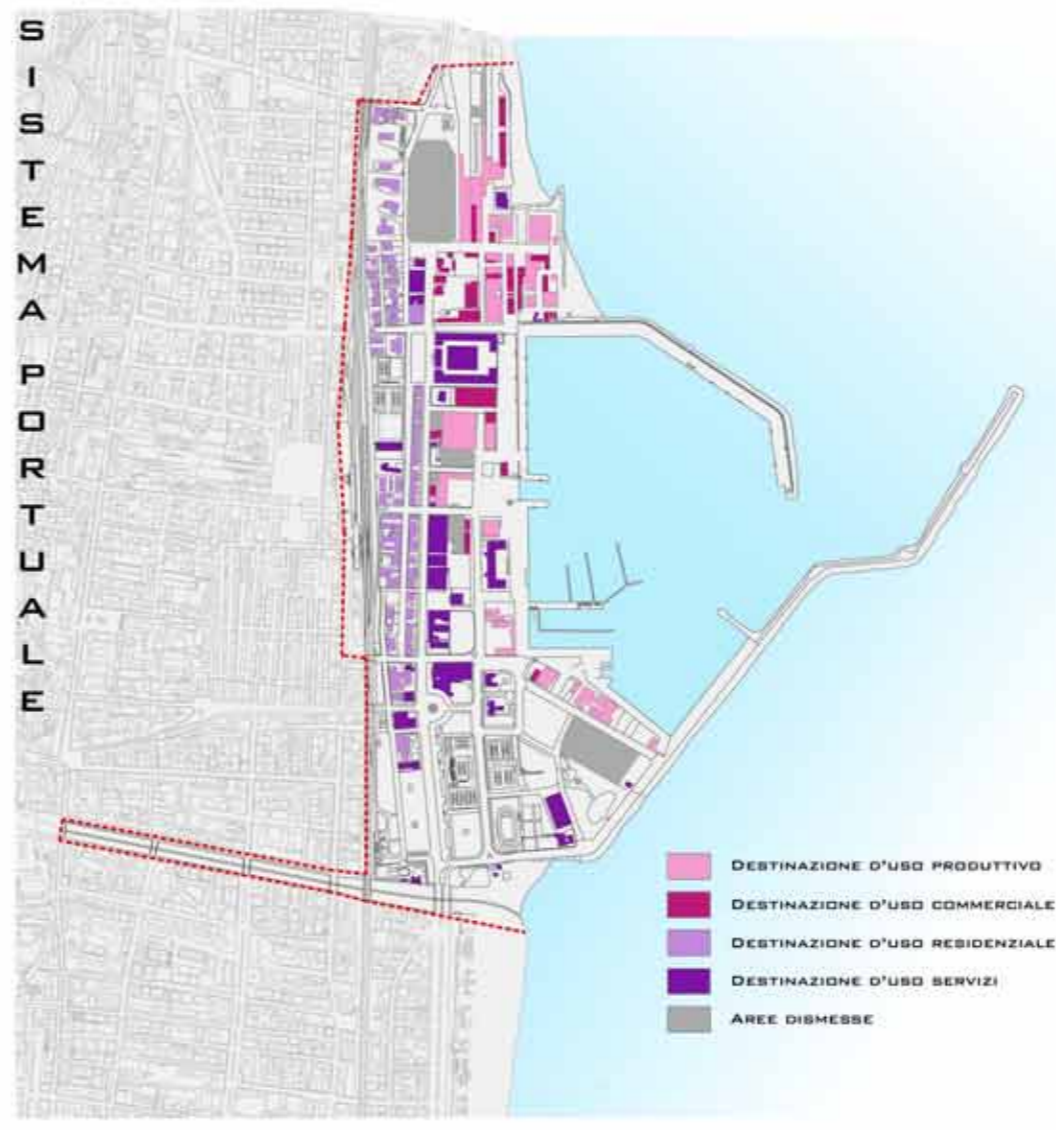 SISTEMA PORTUALE
DESTINAZIONE D'USO PRODUTTIVO
DESTINAZIONE D'USO COMMERCIALE
DESTINAZIONE D'USO RESIDENZIALE
DESTINAZIONE D'USO SERVIZI
AREE DISMESSE